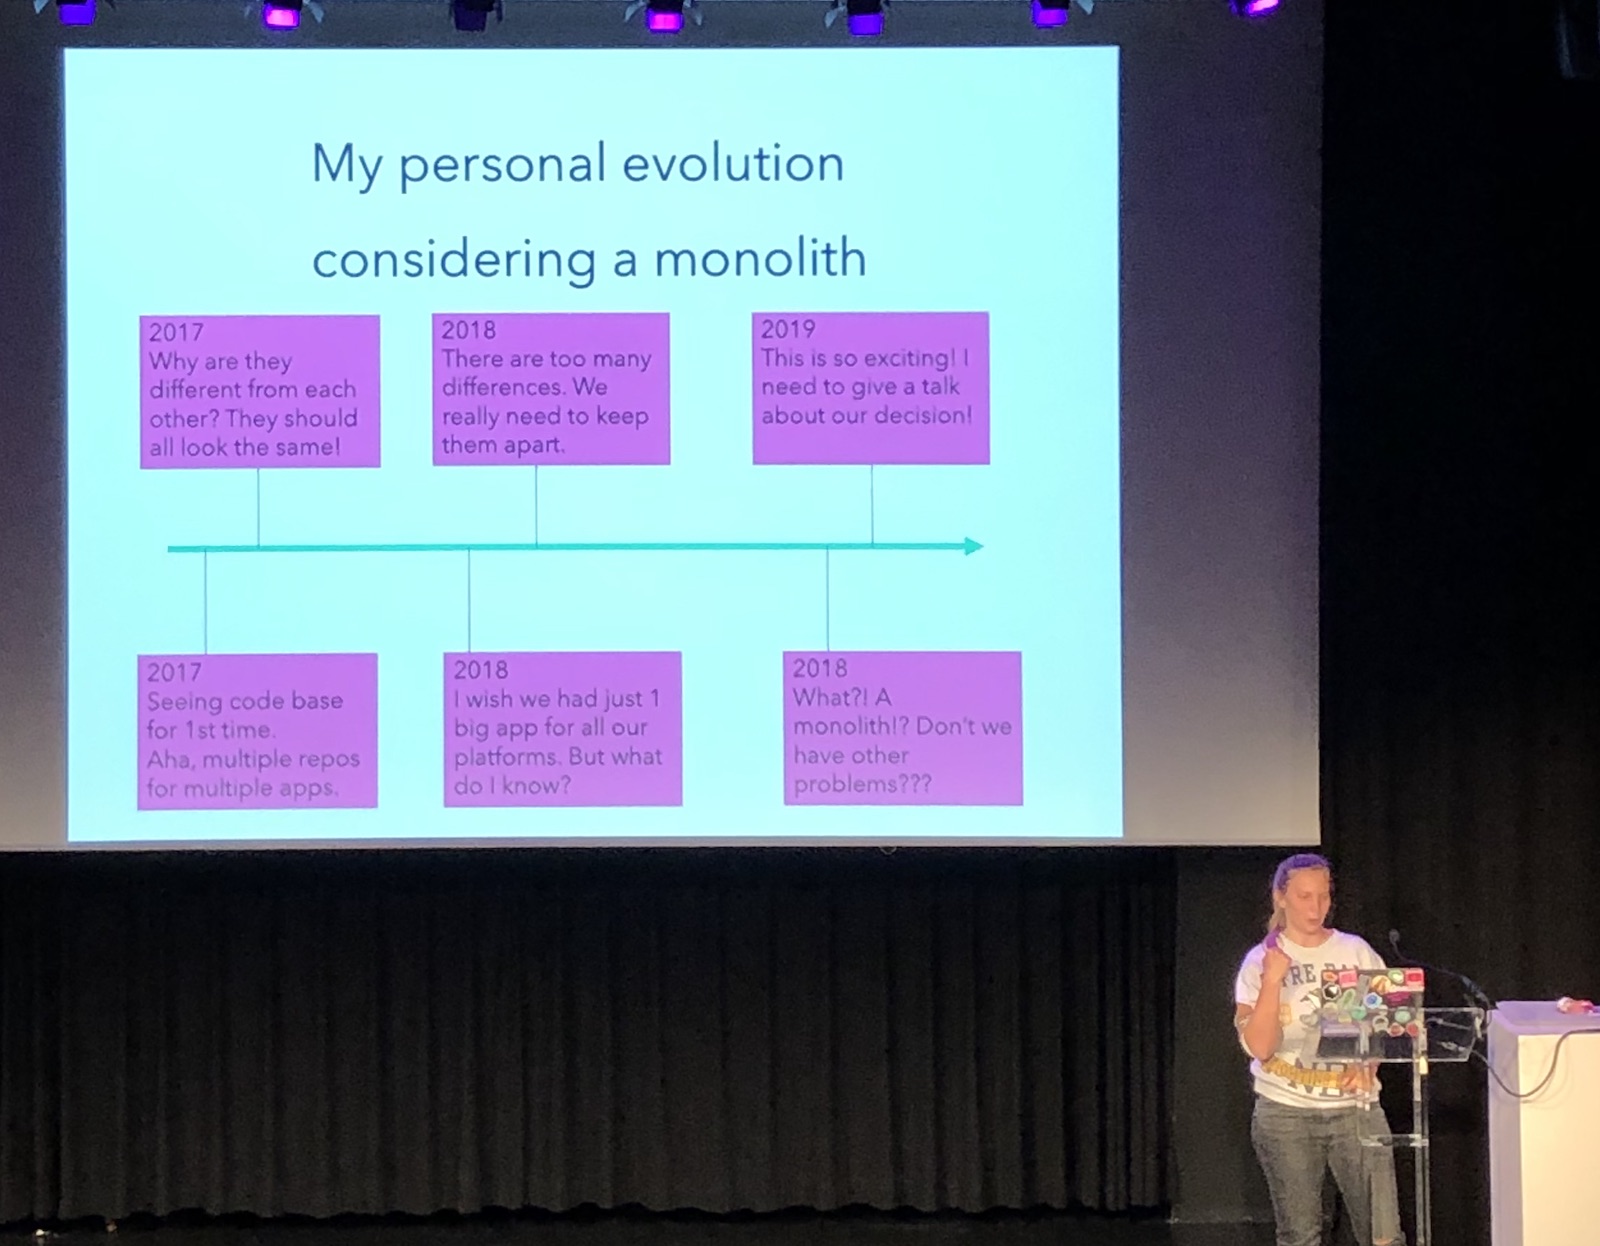 My personal evolution
considering a monolith
2017
Why are they
different from each
other? They should
all look the same!
2018
There are too many
differences. We
really need to keep
them apart.
2019
This is so exciting! I
need to give a talk
about our decision!
2017
Seeing code base
for 1st time.
Aha, multiple repos
for multiple apps.
2018
I wish we had just 1
big app for all our
platforms. But what
do I know?
2018
What?! A
monolith!? Don't we
have other
problems???